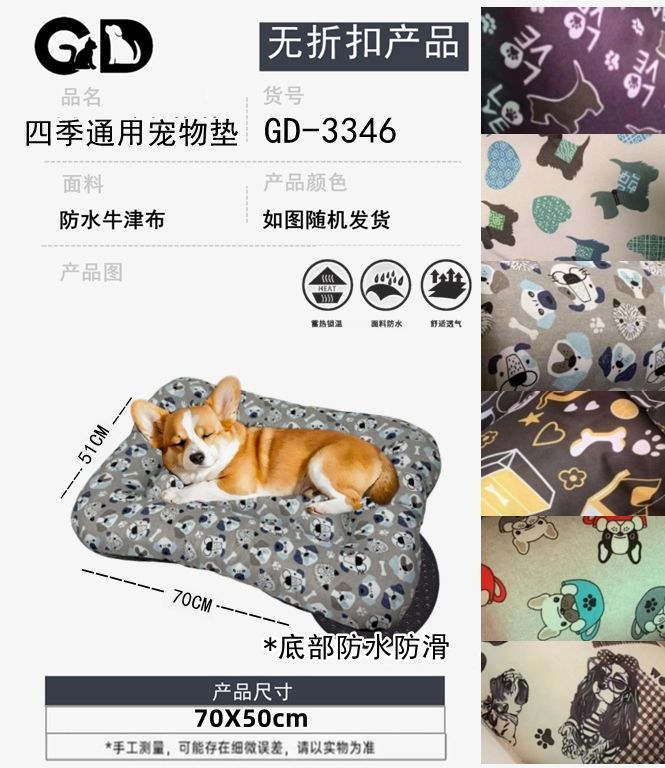 GD
无折扣产品
品名
货号
四季通用宠物垫
GD-3346
面料
产品颜色
防水牛津布
如图随机发货
产品图
HEAT
蓄热锁温
面料防水
舒适透气
51CM
70CM
*底部防水防滑
产品尺寸
70X50cm
*手工测量，可能存在细微误差，请以实物为准